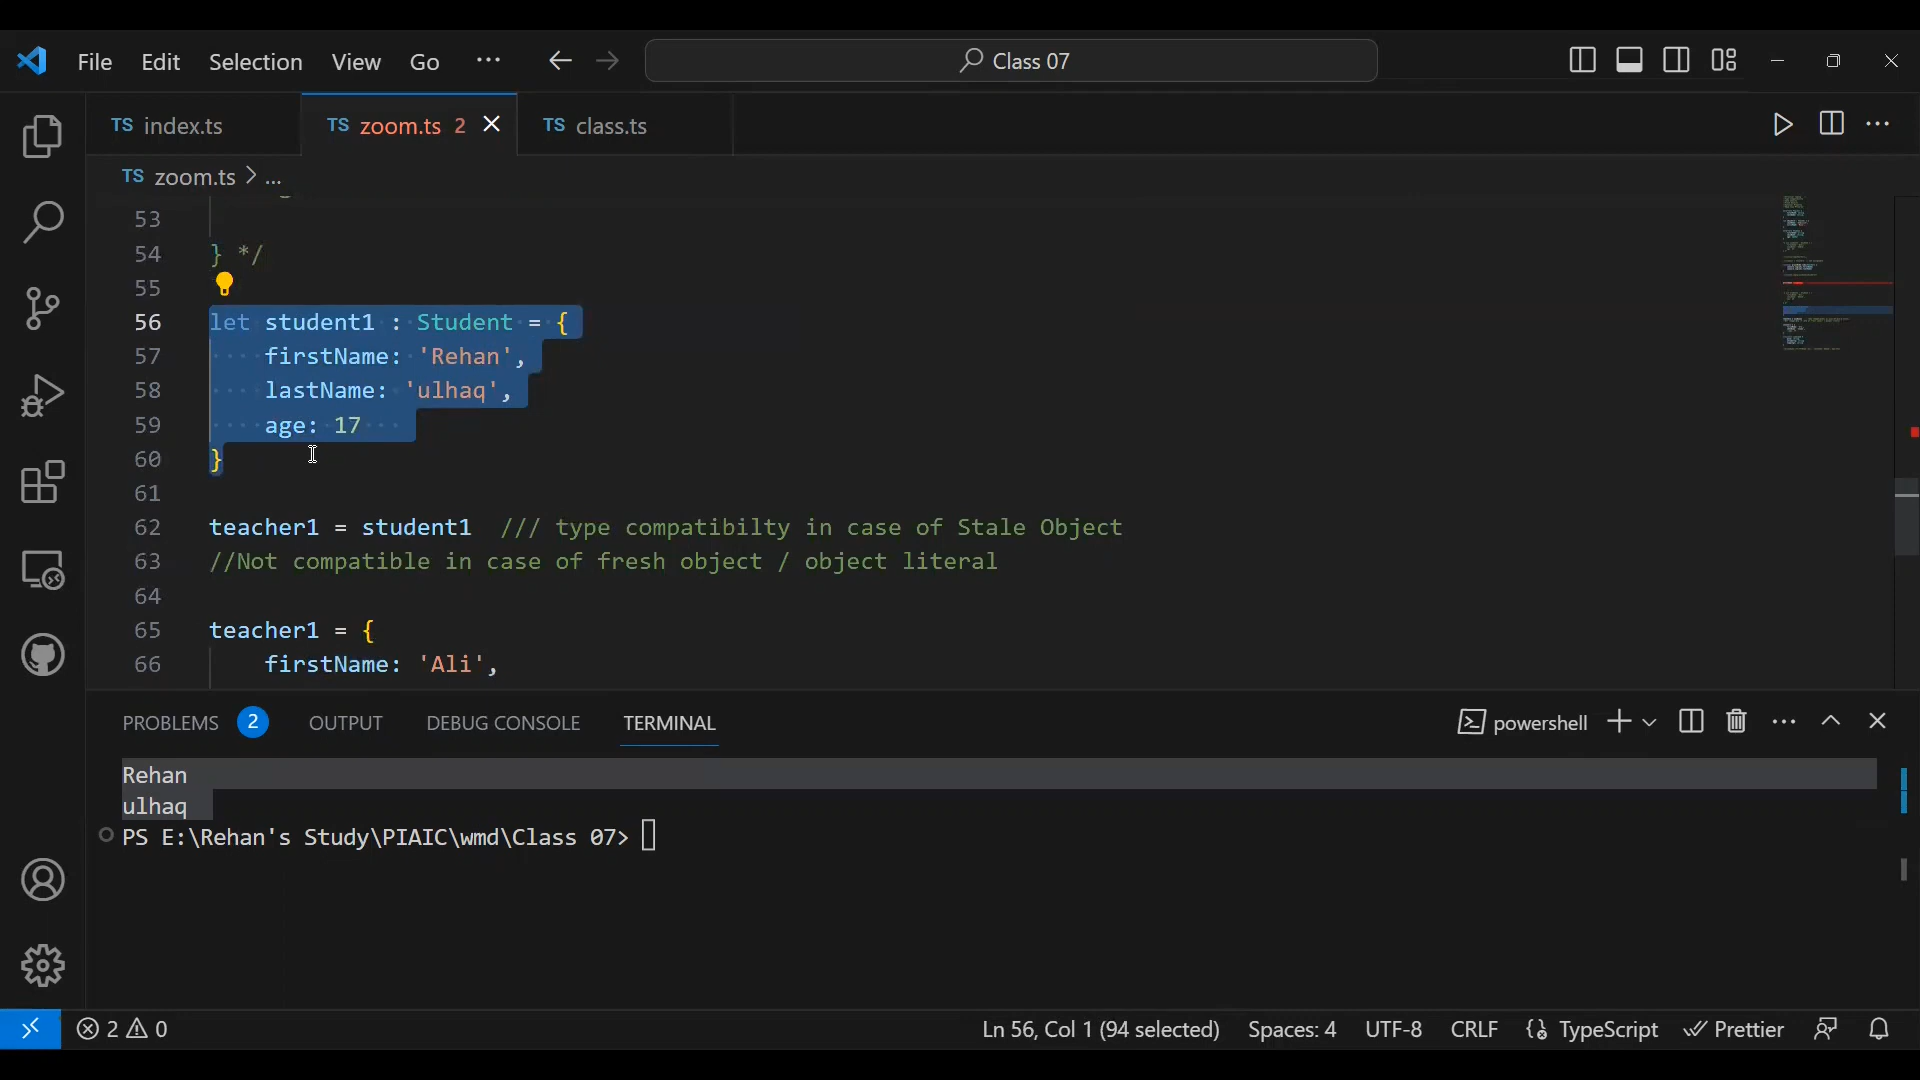 File Edit Selection View Go ··· Class 07
TS index.ts TS zoom.ts 2 TS class.ts
TS zoom.ts > ...
53
54 } */
55
56 let student1 : Student = {
57 firstName: 'Rehan',
58 lastName: 'ulhaq',
59 age: 17
60 }
61
62 teacher1 = student1 /// type compatibilty in case of Stale Object
63 //Not compatible in case of fresh object / object literal
64
65 teacher1 = {
66 firstName: 'Ali',
PROBLEMS 2 OUTPUT DEBUG CONSOLE TERMINAL powershell
Rehan
ulhaq
PS E:\Rehan's Study\PIAIC\wmd\Class 07>
2 0 Ln 56, Col 1 (94 selected) Spaces: 4 UTF-8 CRLF {} TypeScript Prettier